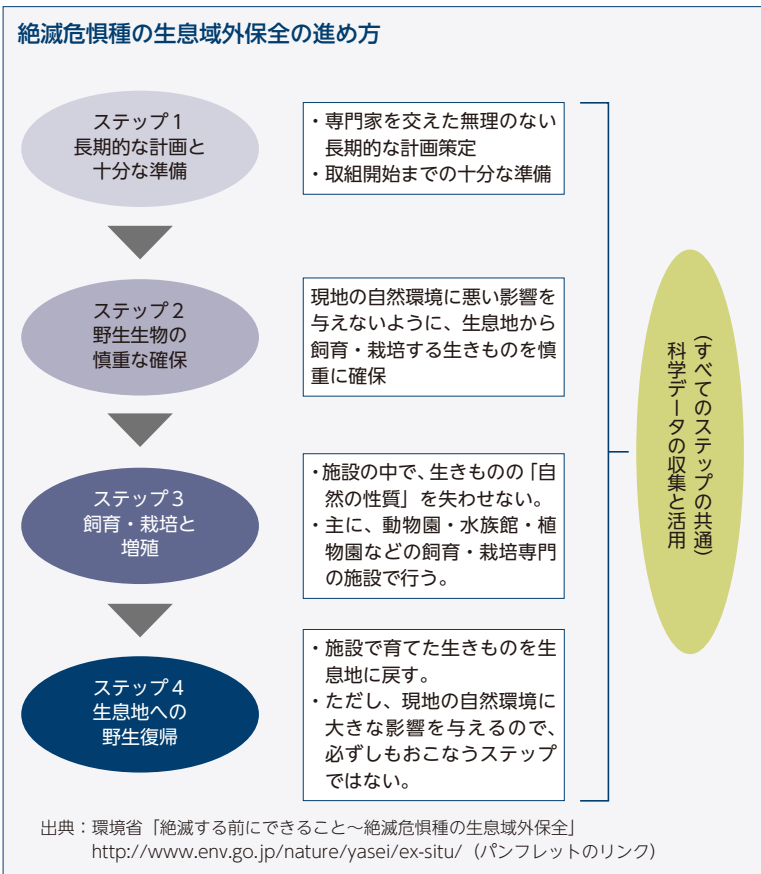 絶滅危惧種の生息域外保全の進め方
ステップ1
長期的な計画と
十分な準備
・専門家を交えた無理のない
長期的な計画策定
・取組開始までの十分な準備
ステップ2
野生生物の
慎重な確保
現地の自然環境に悪い影響を
与えないように、生息地から
飼育・栽培する生きものを慎
重に確保
ステップ3
飼育・栽培と
増殖
・施設の中で、生きものの「自
然の性質」を失わせない。
・主に、動物園・水族館・植
物園などの飼育・栽培専門
の施設で行う。
ステップ4
生息地への
野生復帰
・施設で育てた生きものを生
息地に戻す。
・ただし、現地の自然環境に
大きな影響を与えるので、
必ずしもおこなうステップ
ではない。
(すべてのステップの共通)
科学データの収集と活用
出典：環境省「絶滅する前にできること～絶滅危惧種の生息域外保全」
http://www.env.go.jp/nature/yasei/ex-situ/（パンフレットのリンク）